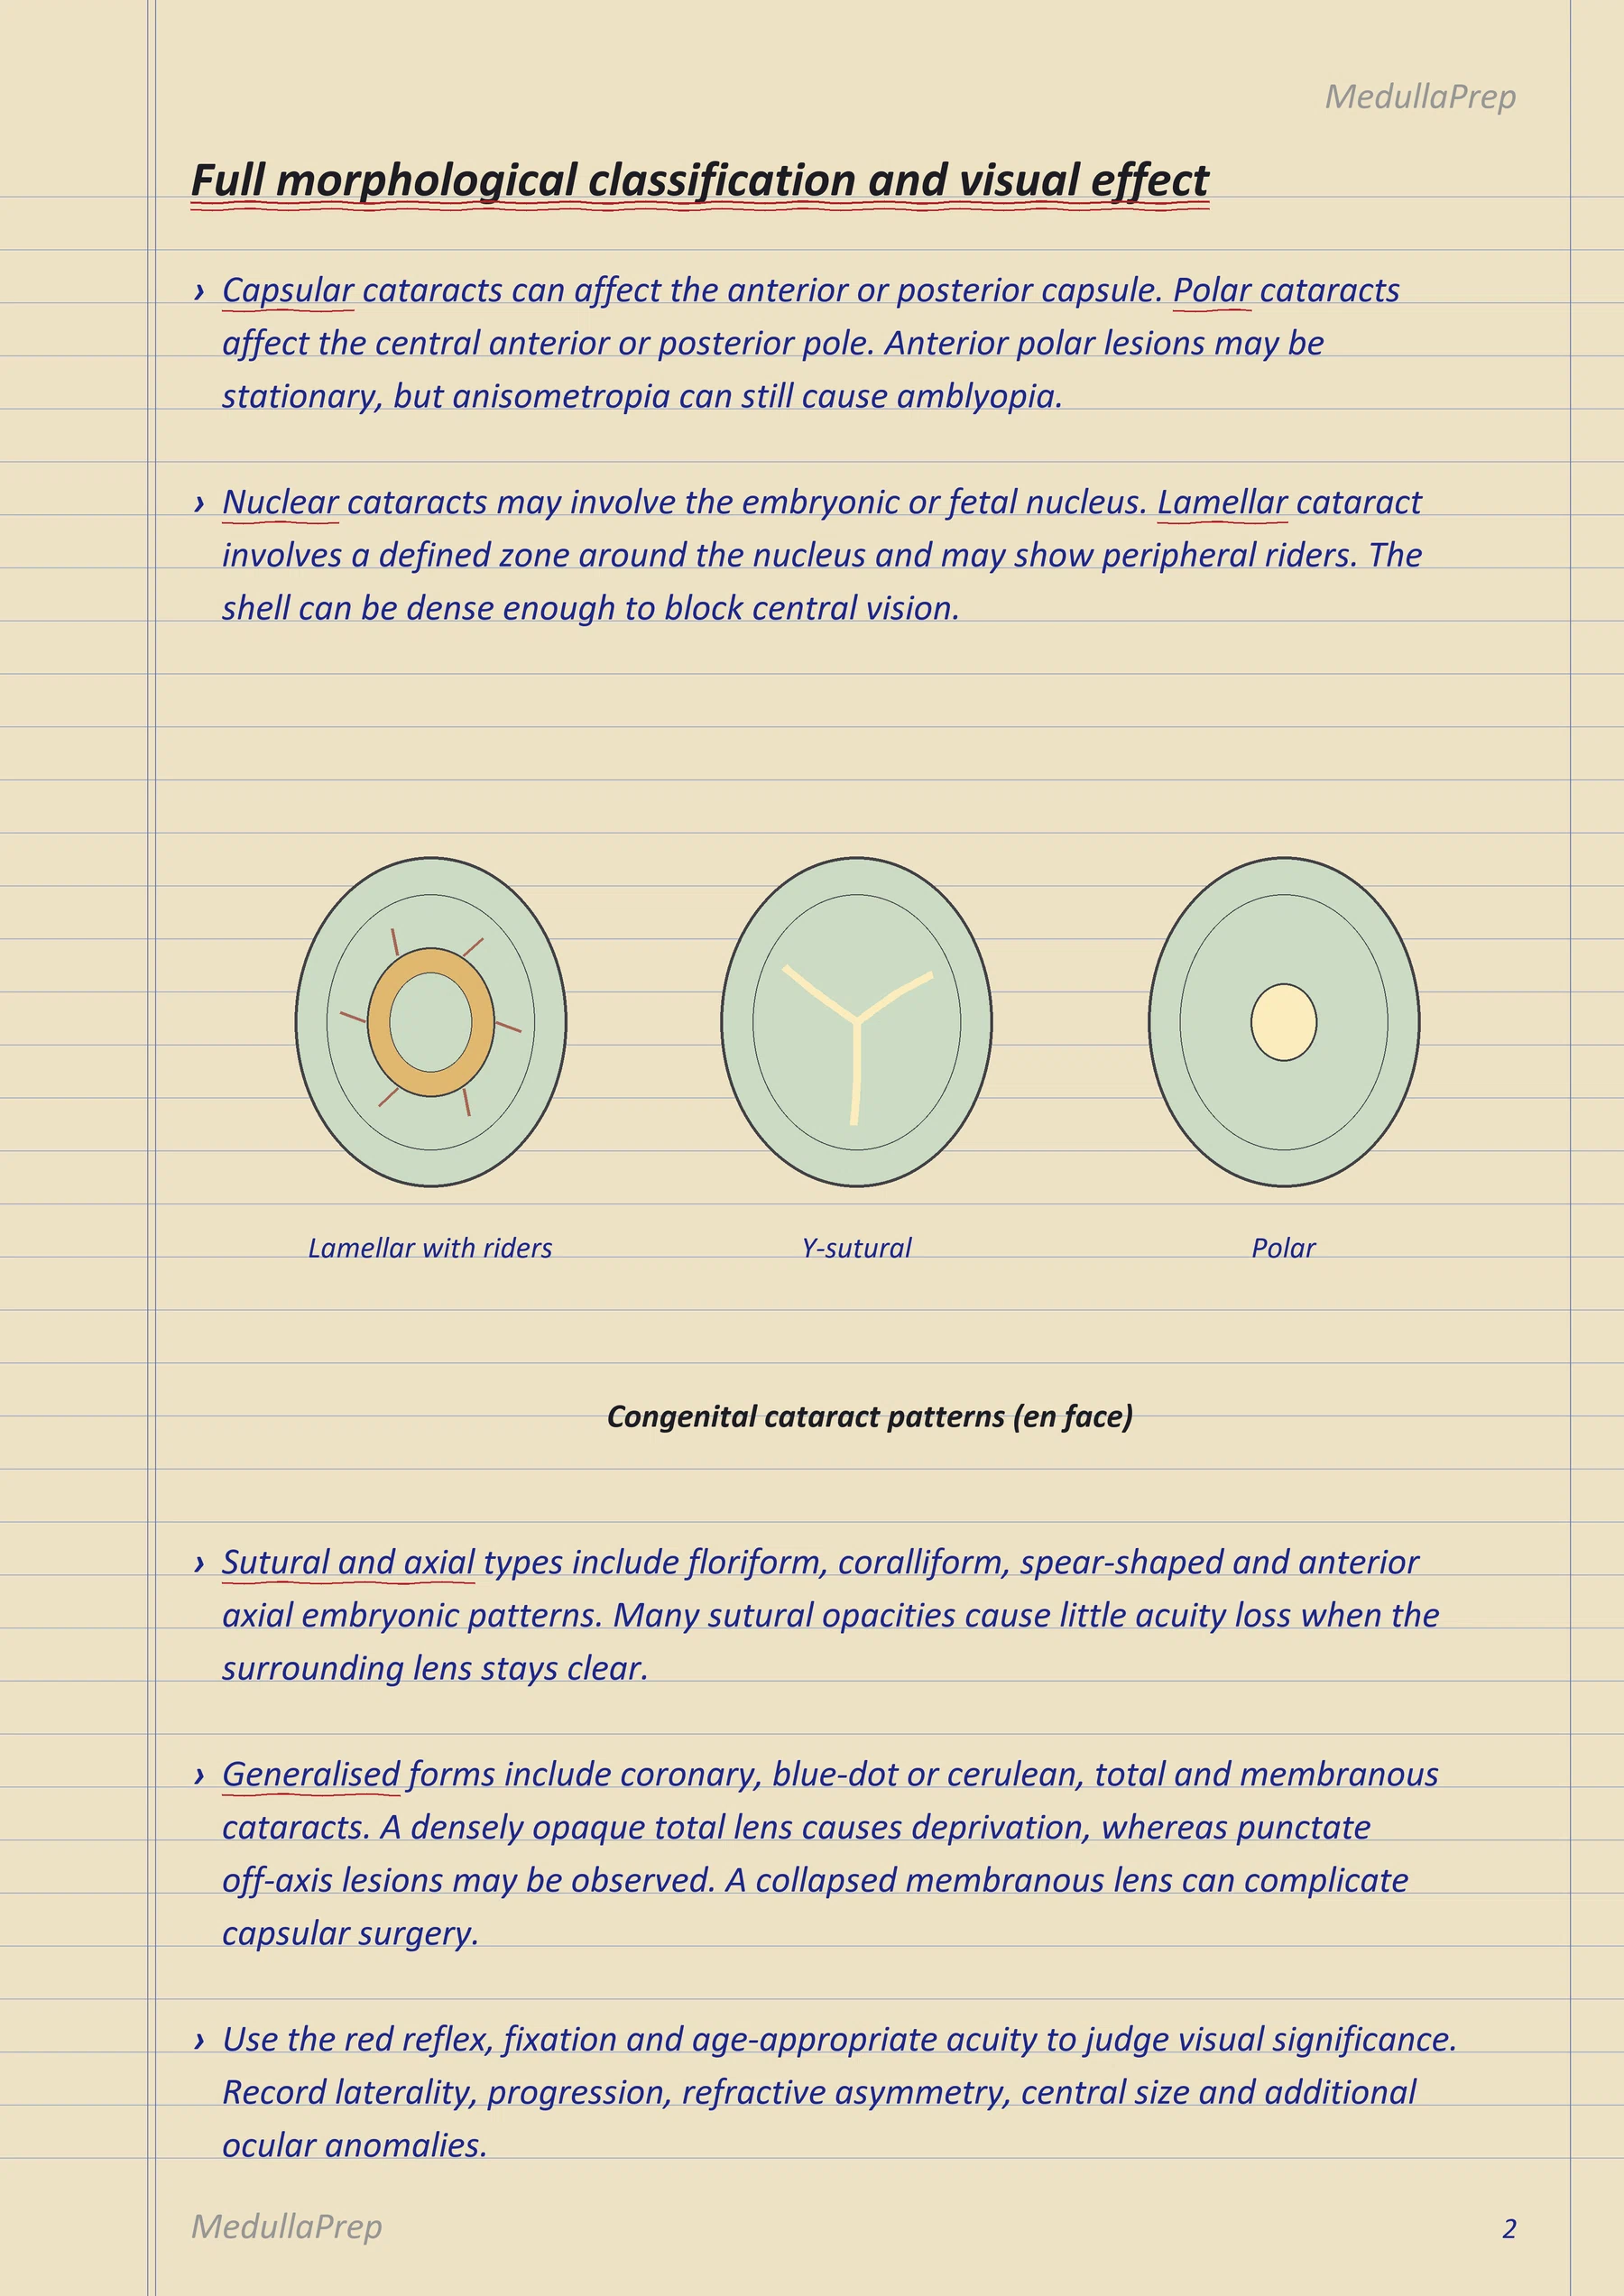 MedullaPrep
Full morphological classification and visual effect
› Capsular cataracts can affect the anterior or posterior capsule. Polar cataracts
affect the central anterior or posterior pole. Anterior polar lesions may be
stationary, but anisometropia can still cause amblyopia.
› Nuclear cataracts may involve the embryonic or fetal nucleus. Lamellar cataract
involves a defined zone around the nucleus and may show peripheral riders. The
shell can be dense enough to block central vision.
Lamellar with riders
Y-sutural
Polar
Congenital cataract patterns (en face)
› Sutural and axial types include floriform, coralliform, spear-shaped and anterior
axial embryonic patterns. Many sutural opacities cause little acuity loss when the
surrounding lens stays clear.
› Generalised forms include coronary, blue-dot or cerulean, total and membranous
cataracts. A densely opaque total lens causes deprivation, whereas punctate
off-axis lesions may be observed. A collapsed membranous lens can complicate
capsular surgery.
› Use the red reflex, fixation and age-appropriate acuity to judge visual significance.
Record laterality, progression, refractive asymmetry, central size and additional
ocular anomalies.
MedullaPrep
2